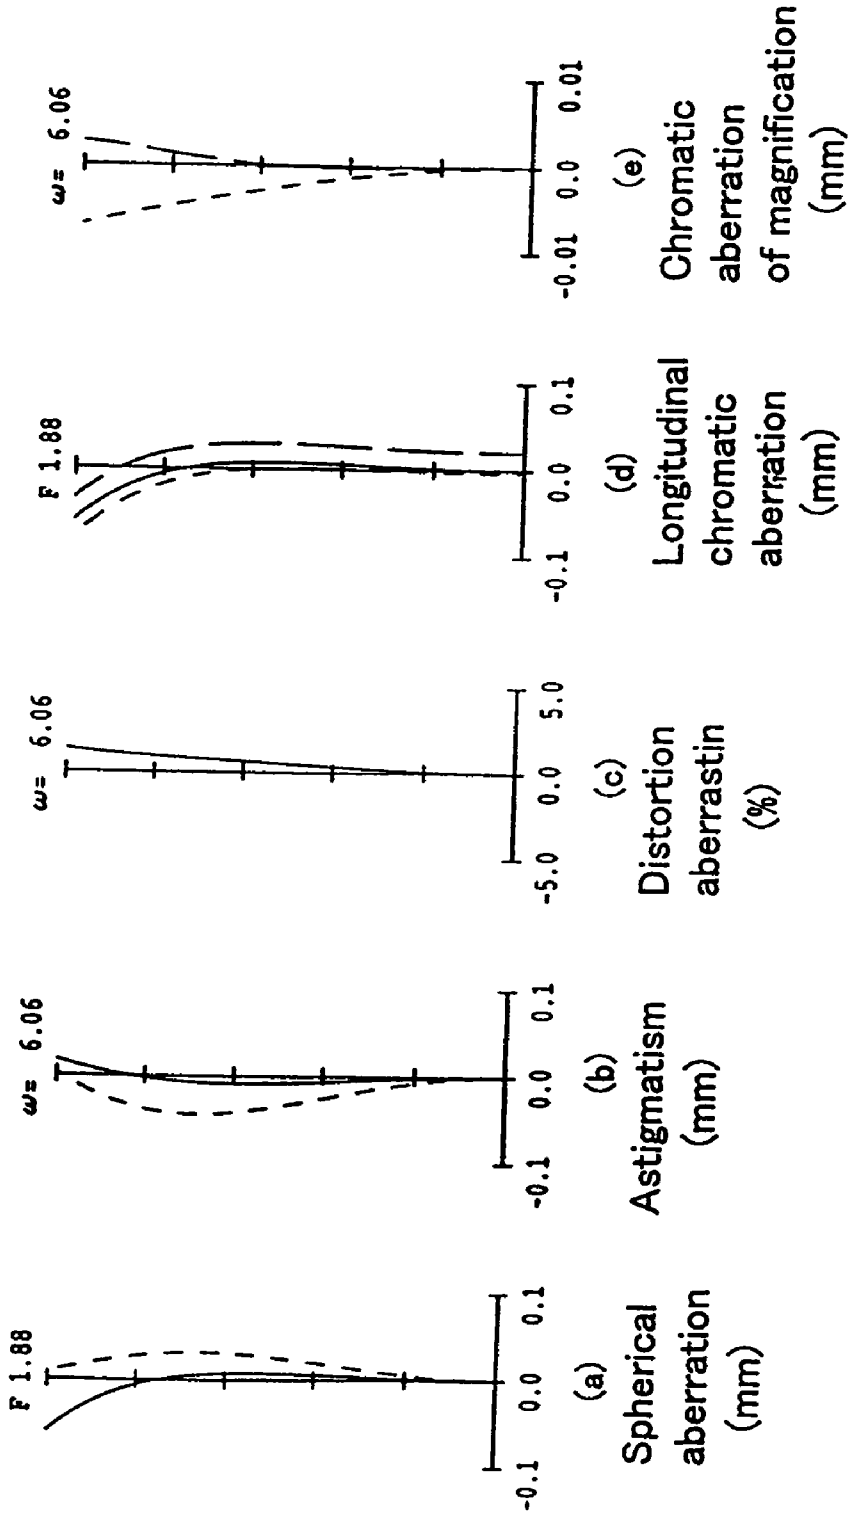 F 1.88
-0.1
0.0
0.1
(a)
Spherical
aberration
(mm)
ω= 6.06
-0.1
0.0
0.1
(b)
Astigmatism
(mm)
ω= 6.06
-5.0
0.0
5.0
(c)
Distortion
aberrastin
(%)
F 1.88
-0.1
0.0
0.1
(d)
Longitudinal
chromatic
aberration
(mm)
ω= 6.06
-0.01
0.0
0.01
(e)
Chromatic
aberration
of magnification
(mm)